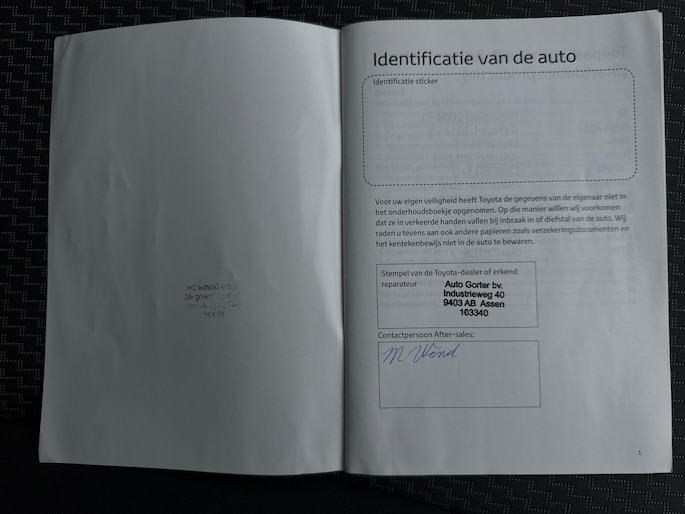 Identificatie van de auto
Identificatie sticker
Voor uw eigen veiligheid heeft Toyota de gegevens van de eigenaar niet in
het onderhoudsboekje opgenomen. Op die manier willen wij voorkomen
dat ze in verkeerde handen vallen bij inbraak in of diefstal van de auto. Wij
raden u tevens aan ook andere papieren zoals verzekeringsdocumenten en
het kentekenbewijs niet in de auto te bewaren.
Stempel van de Toyota-dealer of erkend
reparateur
Auto Gorter bv.
Industrieweg 40
9403 AB Assen
103340
Contactpersoon After-sales:
M
1